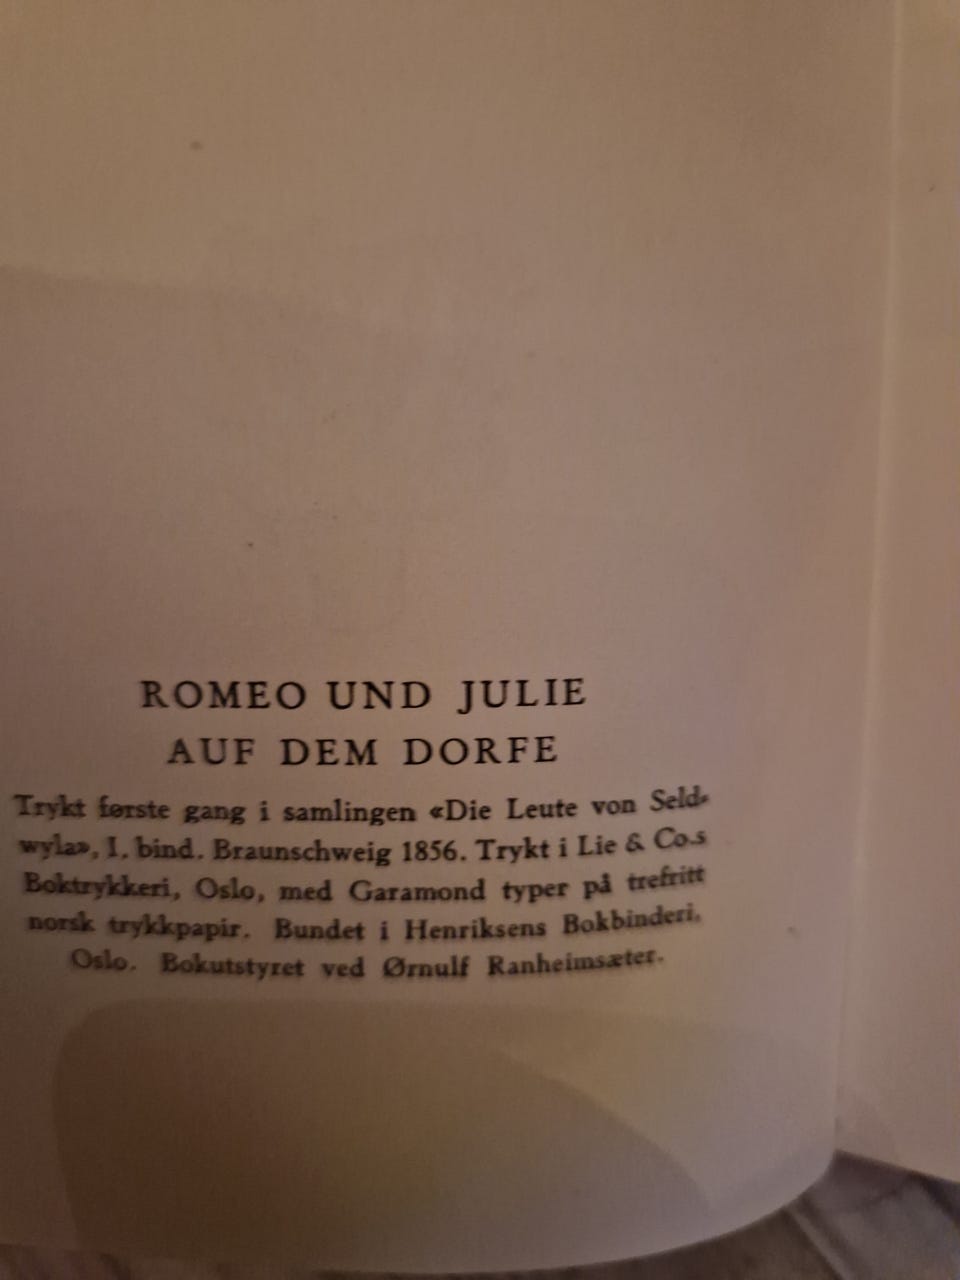 ROMEO UND JULIE
AUF DEM DORFE
Trykt første gang i samlingen «Die Leute von Seld-
wyla», I. bind. Braunschweig 1856. Trykt i Lie & Co.s
Boktrykkeri, Oslo, med Garamond typer på trefritt
norsk trykkpapir. Bundet i Henriksens Bokbinderi,
Oslo. Bokutstyret ved Ørnulf Ranheimsæter.